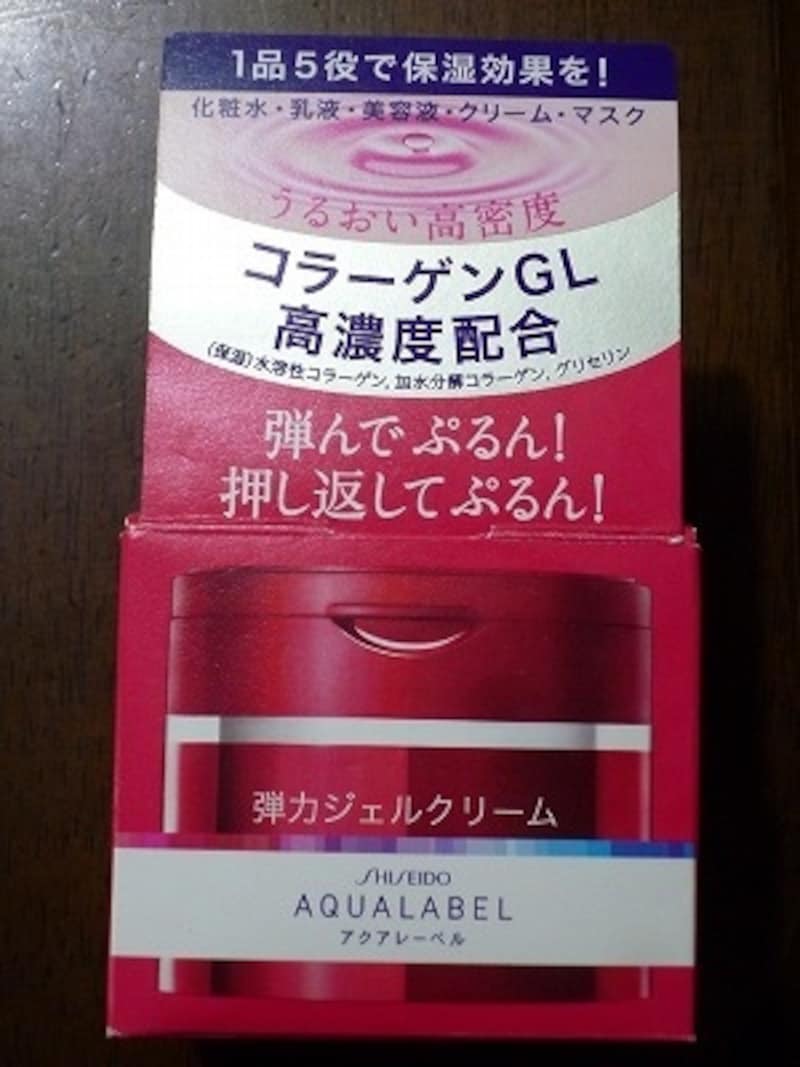 1品5役で保湿効果を!
化粧水・乳液・美容液・クリーム・マスク
うるおい高密度
コラーゲンGL
高濃度配合
(保湿)水溶性コラーゲン,加水分解コラーゲン,グリセリン
弾んでぷるん!
押し返してぷるん!
弾力ジェルクリーム
SHISEIDO
AQUALABEL
アクアレーベル